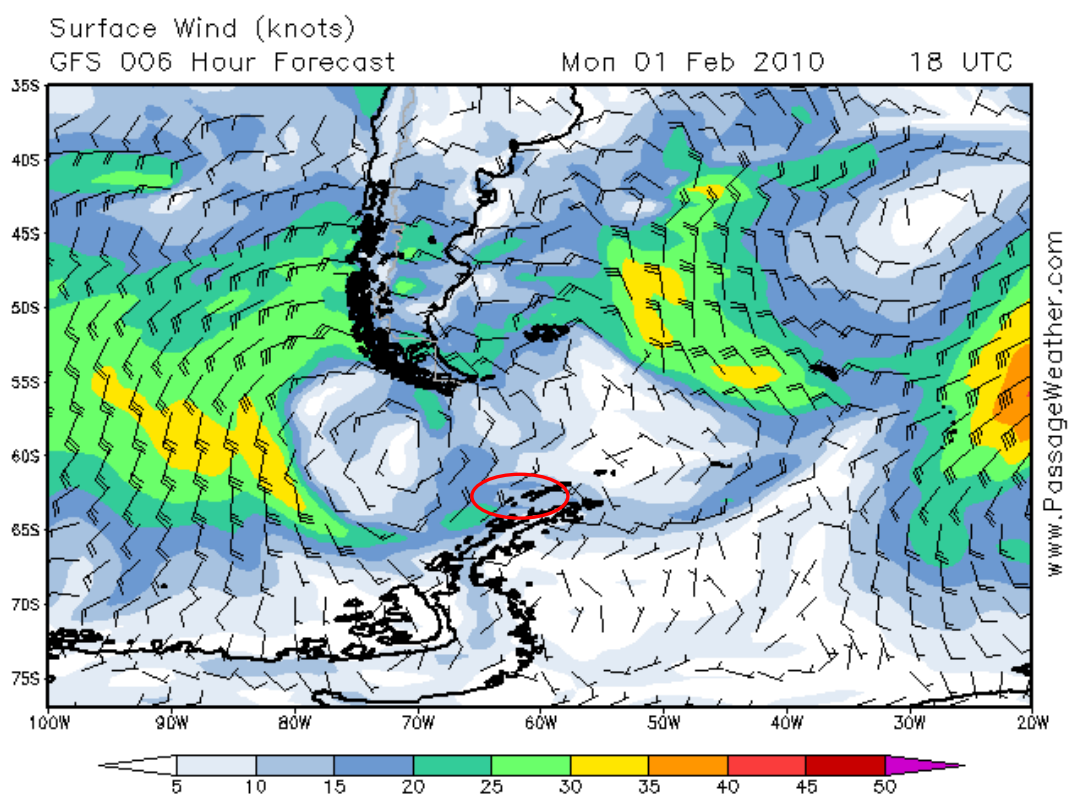 Surface Wind (knots)
GFS 006 Hour Forecast Mon 01 Feb 2010 18 UTC
35S
40S
45S
50S
55S
60S
65S
70S
75S
100W 90W 80W 70W 60W 50W 40W 30W 20W
5 10 15 20 25 30 35 40 45 50
www.PassageWeather.com